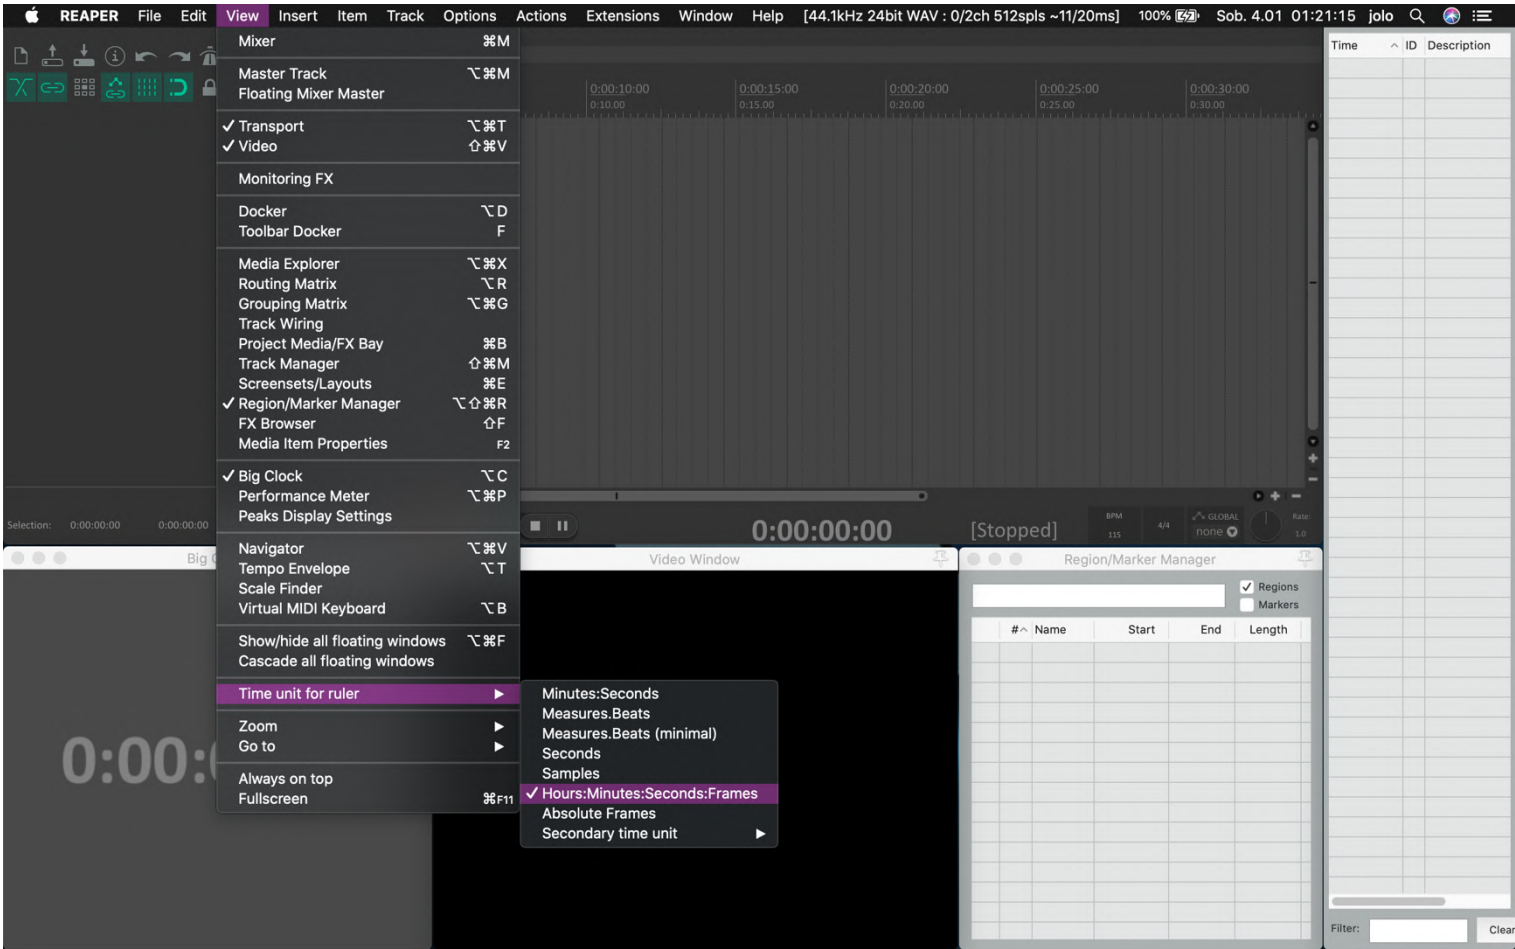 REAPER File Edit View Insert Item Track Options Actions Extensions Window Help [44.1kHz 24bit WAV : 0/2ch 512spls ~11/20ms] 100% Sob. 4.01 01:21:15 jolo
Mixer ⌘M
Master Track ⌥⌘M
Floating Mixer Master
✓ Transport ⌥⌘T
✓ Video ⇧⌘V
Monitoring FX
Docker ⌥D
Toolbar Docker F
Media Explorer ⌥⌘X
Routing Matrix ⌥R
Grouping Matrix ⌥⌘G
Track Wiring
Project Media/FX Bay ⌘B
Track Manager ⇧⌘M
Screensets/Layouts ⌘E
✓ Region/Marker Manager ⌥⇧⌘R
FX Browser ⇧F
Media Item Properties F2
✓ Big Clock ⌥C
Performance Meter ⌥⌘P
Peaks Display Settings
Navigator ⌥⌘V
Tempo Envelope ⌥T
Scale Finder
Virtual MIDI Keyboard ⌥B
Show/hide all floating windows ⌥⌘F
Cascade all floating windows
Time unit for ruler ▶
Zoom ▶
Go to ▶
Always on top
Fullscreen ⌘F11
Minutes:Seconds
Measures.Beats
Measures.Beats (minimal)
Seconds
Samples
✓ Hours:Minutes:Seconds:Frames
Absolute Frames
Secondary time unit ▶
0:00:10:00 0:00:15:00 0:00:20:00 0:00:25:00 0:00:30:00
0:10.00 0:15.00 0:20.00 0:25.00 0:30.00
Selection: 0:00:00:00 0:00:00:00
0:00:00:00 [Stopped]
BPM
115
4/4
GLOBAL
none
Rate:
1.0
Big
0:00:
Video Window
Region/Marker Manager
✓ Regions
Markers
# Name Start End Length
Time ID Description
Filter: Clear